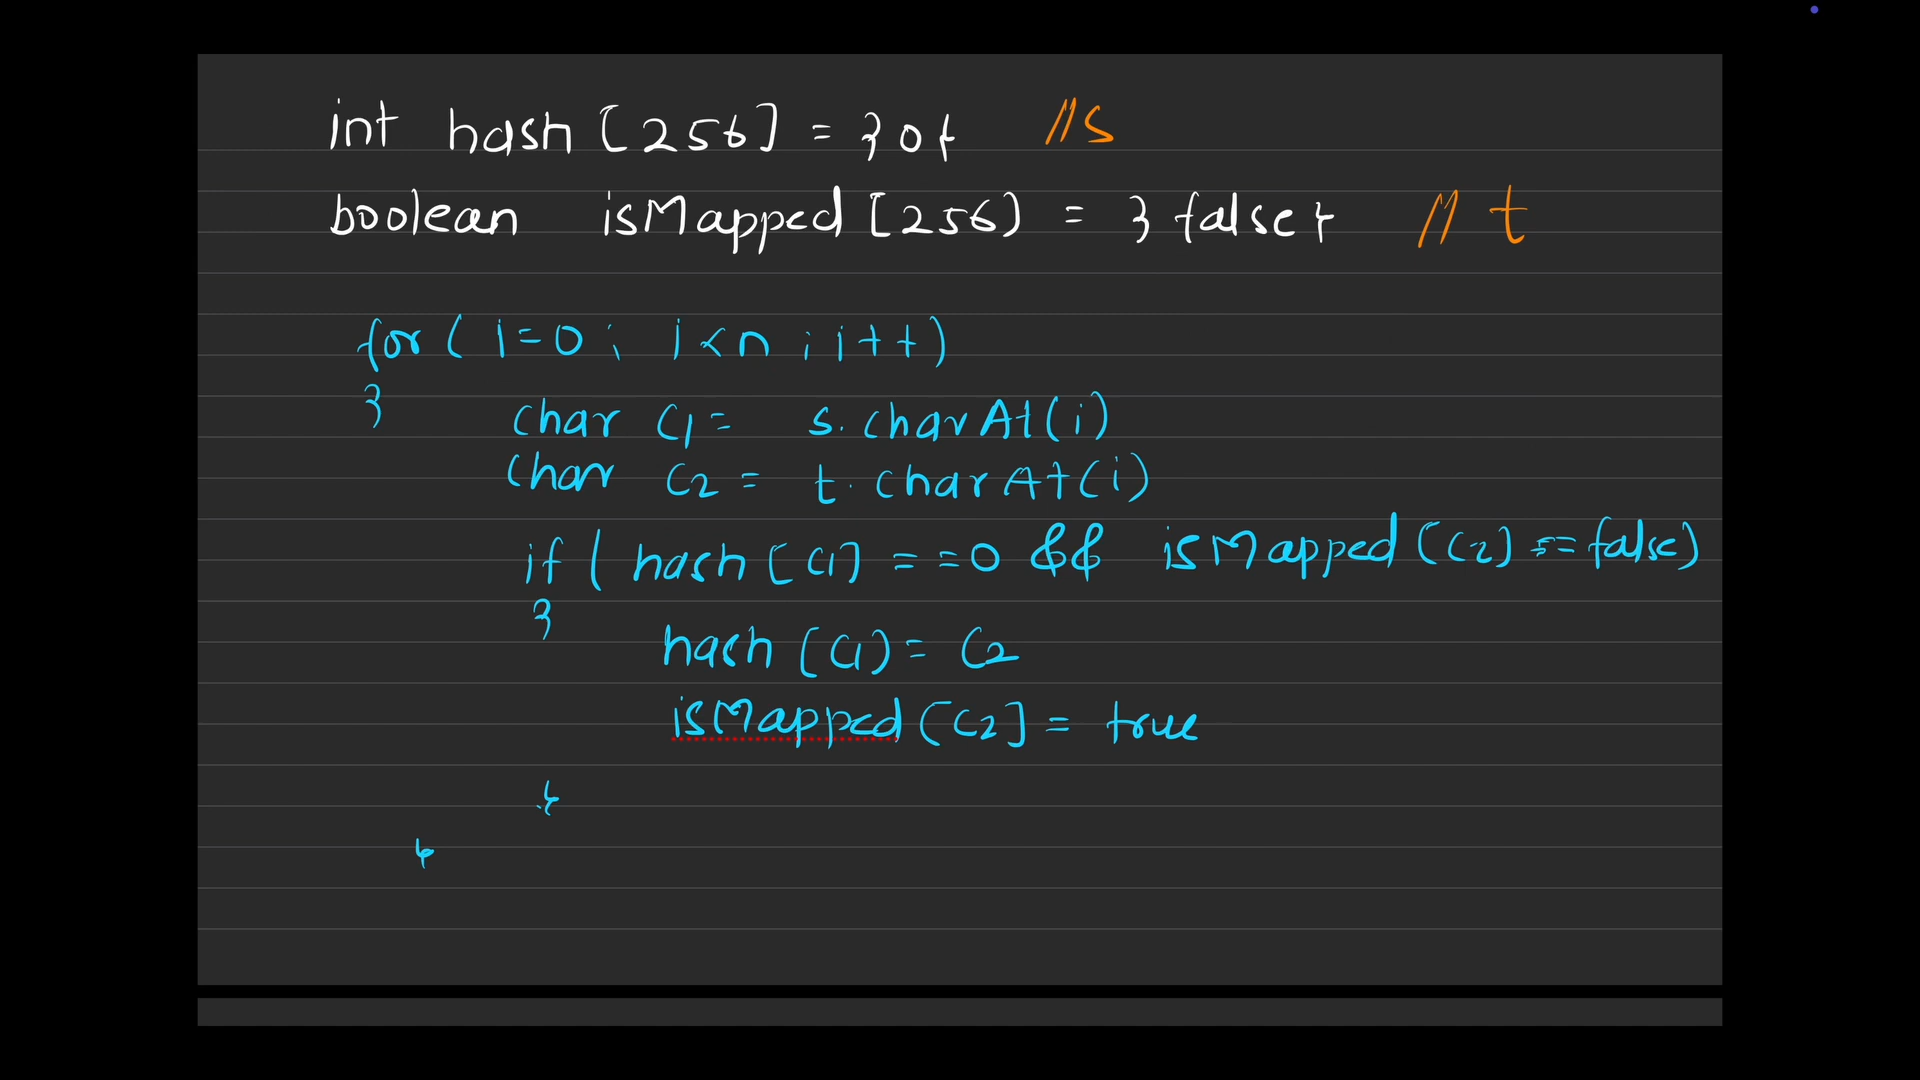 int hash [256] = {0} //s
boolean isMapped [256] = {false} // t
for ( i=0 ; i<n ; i++)
{
char c1 = s.charAt(i)
char c2 = t.charAt(i)
if ( hash [c1] == 0 && isMapped [c2] == false)
{
hash [c1] = c2
isMapped [c2] = true
}
}